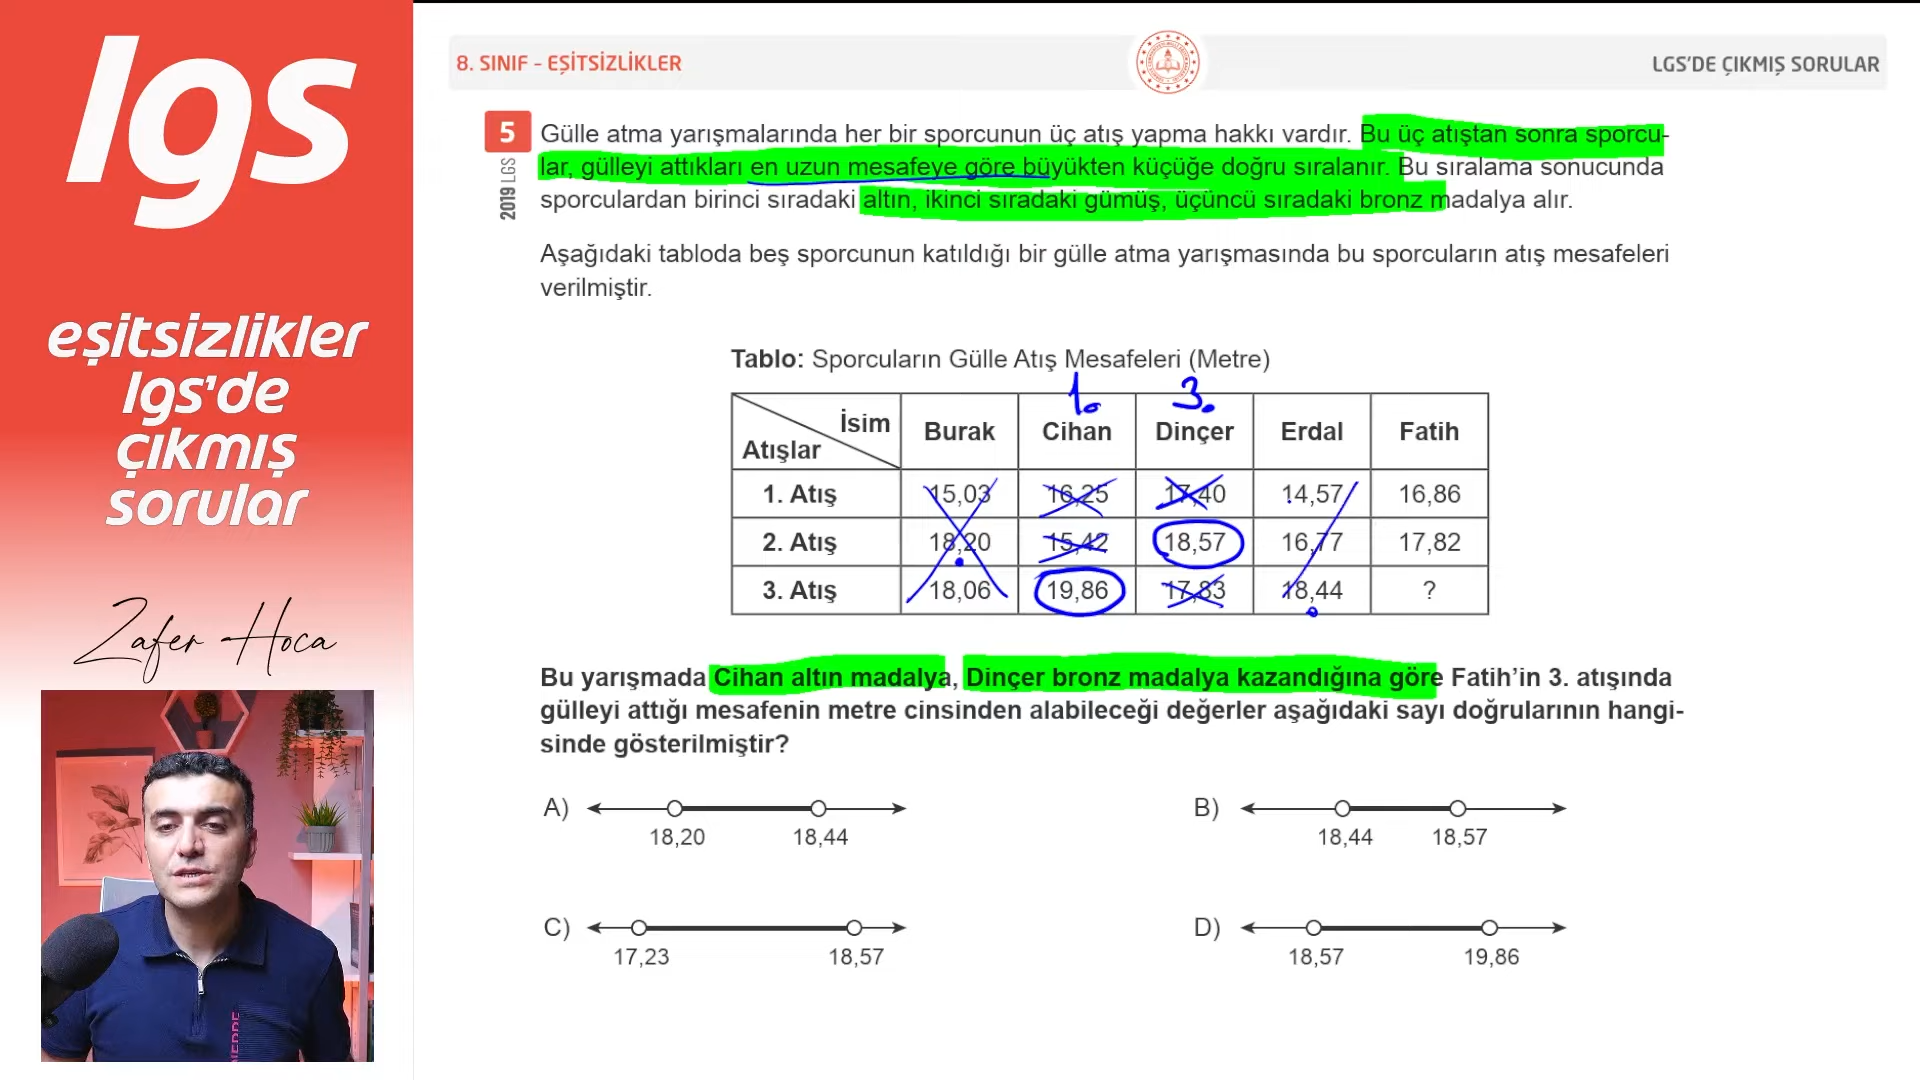 lgs
eşitsizlikler
lgs'de
çıkmış
sorular
Zafer Hoca
8. SINIF - EŞİTSİZLİKLER
LGS'DE ÇIKMIŞ SORULAR
5
2019 LGS
Gülle atma yarışmalarında her bir sporcunun üç atış yapma hakkı vardır. Bu üç atıştan sonra sporcu-
lar, gülleyi attıkları en uzun mesafeye göre büyükten küçüğe doğru sıralanır. Bu sıralama sonucunda
sporculardan birinci sıradaki altın, ikinci sıradaki gümüş, üçüncü sıradaki bronz madalya alır.
Aşağıdaki tabloda beş sporcunun katıldığı bir gülle atma yarışmasında bu sporcuların atış mesafeleri
verilmiştir.
Tablo: Sporcuların Gülle Atış Mesafeleri (Metre)
1. 3.
İsim Atışlar Burak Cihan Dinçer Erdal Fatih
1. Atış 15,03 16,25 17,40 14,57 16,86
2. Atış 18,20 15,42 18,57 16,77 17,82
3. Atış 18,06 19,86 17,83 18,44 ?
Bu yarışmada Cihan altın madalya, Dinçer bronz madalya kazandığına göre Fatih'in 3. atışında
gülleyi attığı mesafenin metre cinsinden alabileceği değerler aşağıdaki sayı doğrularının hangi-
sinde gösterilmiştir?
A) 18,20 18,44
B) 18,44 18,57
C) 17,23 18,57
D) 18,57 19,86